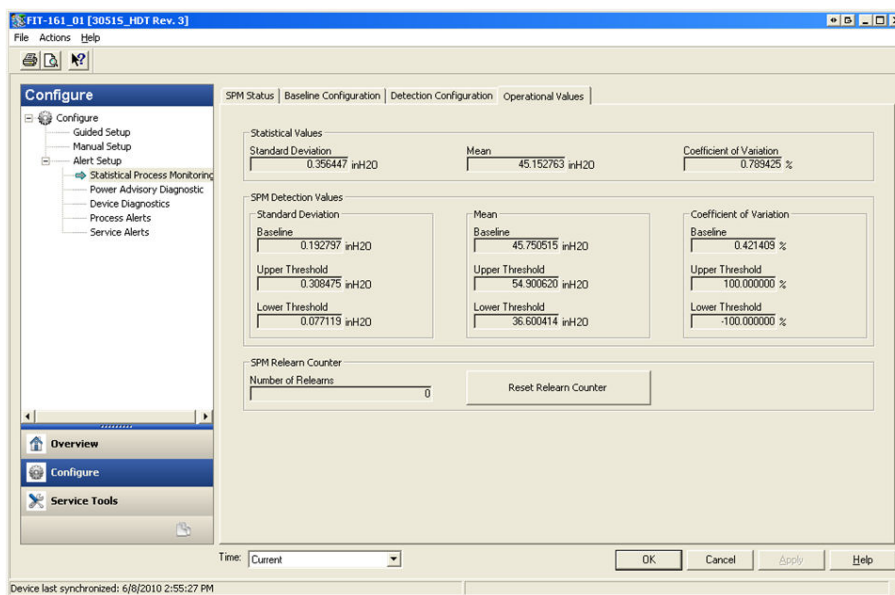 FIT-161_01 [3051S_HDT Rev. 3]
File Actions Help
Configure
Configure
Guided Setup
Manual Setup
Alert Setup
Statistical Process Monitoring
Power Advisory Diagnostic
Device Diagnostics
Process Alerts
Service Alerts
Overview
Configure
Service Tools
SPM Status Baseline Configuration Detection Configuration Operational Values
Statistical Values
Standard Deviation Mean Coefficient of Variation
0.356447 inH2O 45.152763 inH2O 0.789425 %
SPM Detection Values
Standard Deviation Mean Coefficient of Variation
Baseline Baseline Baseline
0.192797 inH2O 45.750515 inH2O 0.421409 %
Upper Threshold Upper Threshold Upper Threshold
0.308475 inH2O 54.900620 inH2O 100.000000 %
Lower Threshold Lower Threshold Lower Threshold
0.077119 inH2O 36.600414 inH2O -100.000000 %
SPM Relearn Counter
Number of Relearns
0 Reset Relearn Counter
Time: Current OK Cancel Apply Help
Device last synchronized: 6/8/2010 2:55:27 PM